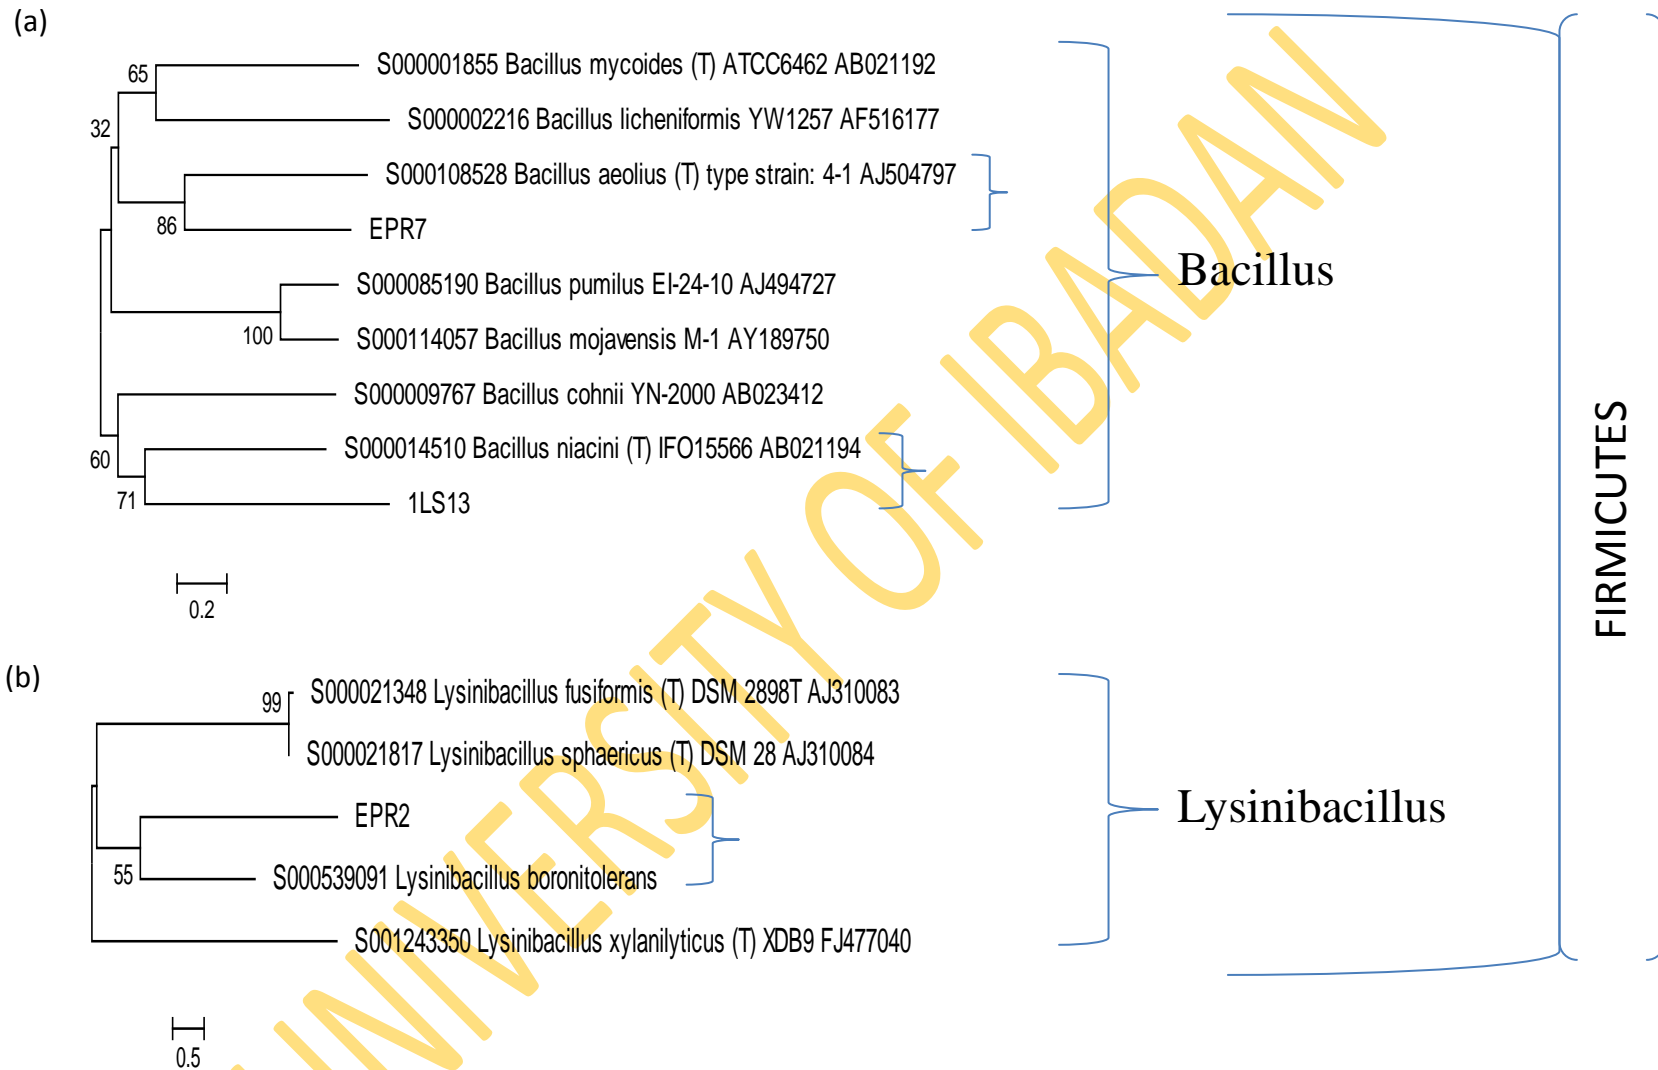 (a)
65
S000001855 Bacillus mycoides (T) ATCC6462 AB021192
S000002216 Bacillus licheniformis YW1257 AF516177
32
S000108528 Bacillus aeolius (T) type strain: 4-1 AJ504797
86
EPR7
Bacillus
S000085190 Bacillus pumilus EI-24-10 AJ494727
100
S000114057 Bacillus mojavensis M-1 AY189750
S000009767 Bacillus cohnii YN-2000 AB023412
60
S000014510 Bacillus niacini (T) IFO15566 AB021194
71
1LS13
0.2
FIRMICUTES
(b)
99
S000021348 Lysinibacillus fusiformis (T) DSM 2898T AJ310083
S000021817 Lysinibacillus sphaericus (T) DSM 28 AJ310084
EPR2
Lysinibacillus
55
S000539091 Lysinibacillus boronitolerans
S001243350 Lysinibacillus xylanilyticus (T) XDB9 FJ477040
0.5
UNIVERSITY OF IBADAN